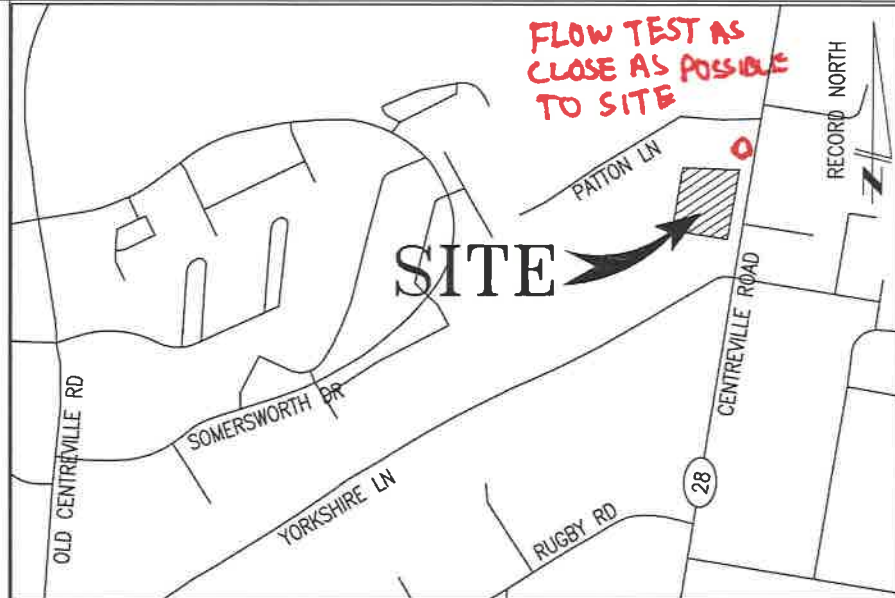 FLOW TEST AS
CLOSE AS POSSIBLE
TO SITE
RECORD NORTH
N
PATTON LN
SITE
CENTREVILLE ROAD
OLD CENTREVILLE RD
SOMERSWORTH DR
YORKSHIRE LN
28
RUGBY RD